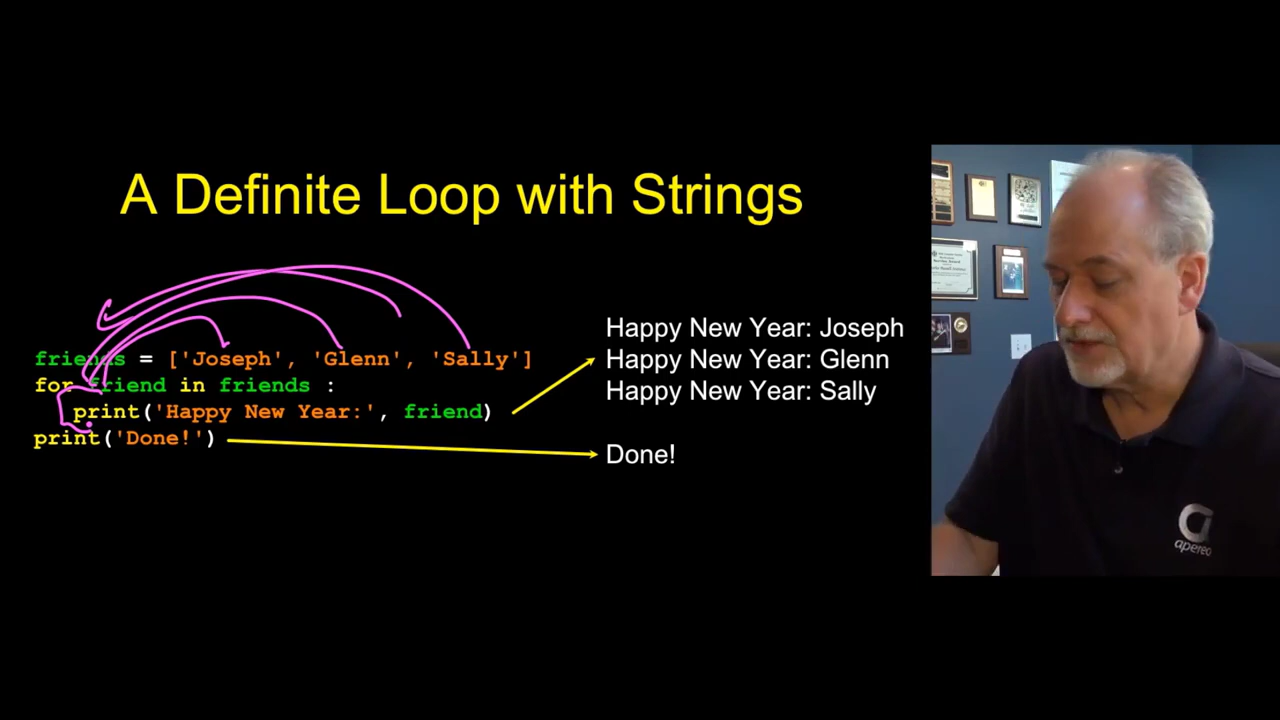 A Definite Loop with Strings
friends = ['Joseph', 'Glenn', 'Sally']
for friend in friends :
print('Happy New Year:', friend)
print('Done!')
Happy New Year: Joseph
Happy New Year: Glenn
Happy New Year: Sally
Done!
apereo